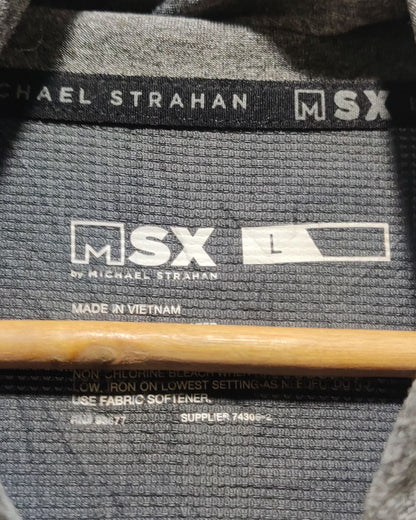 CHAEL STRAHAN MSX
MSX L
by MICHAEL STRAHAN
MADE IN VIETNAM
NON CHLORINE BLEACH WHEN
LOW. IRON ON LOWEST SETTING AS
USE FABRIC SOFTENER.
SUPPLIER